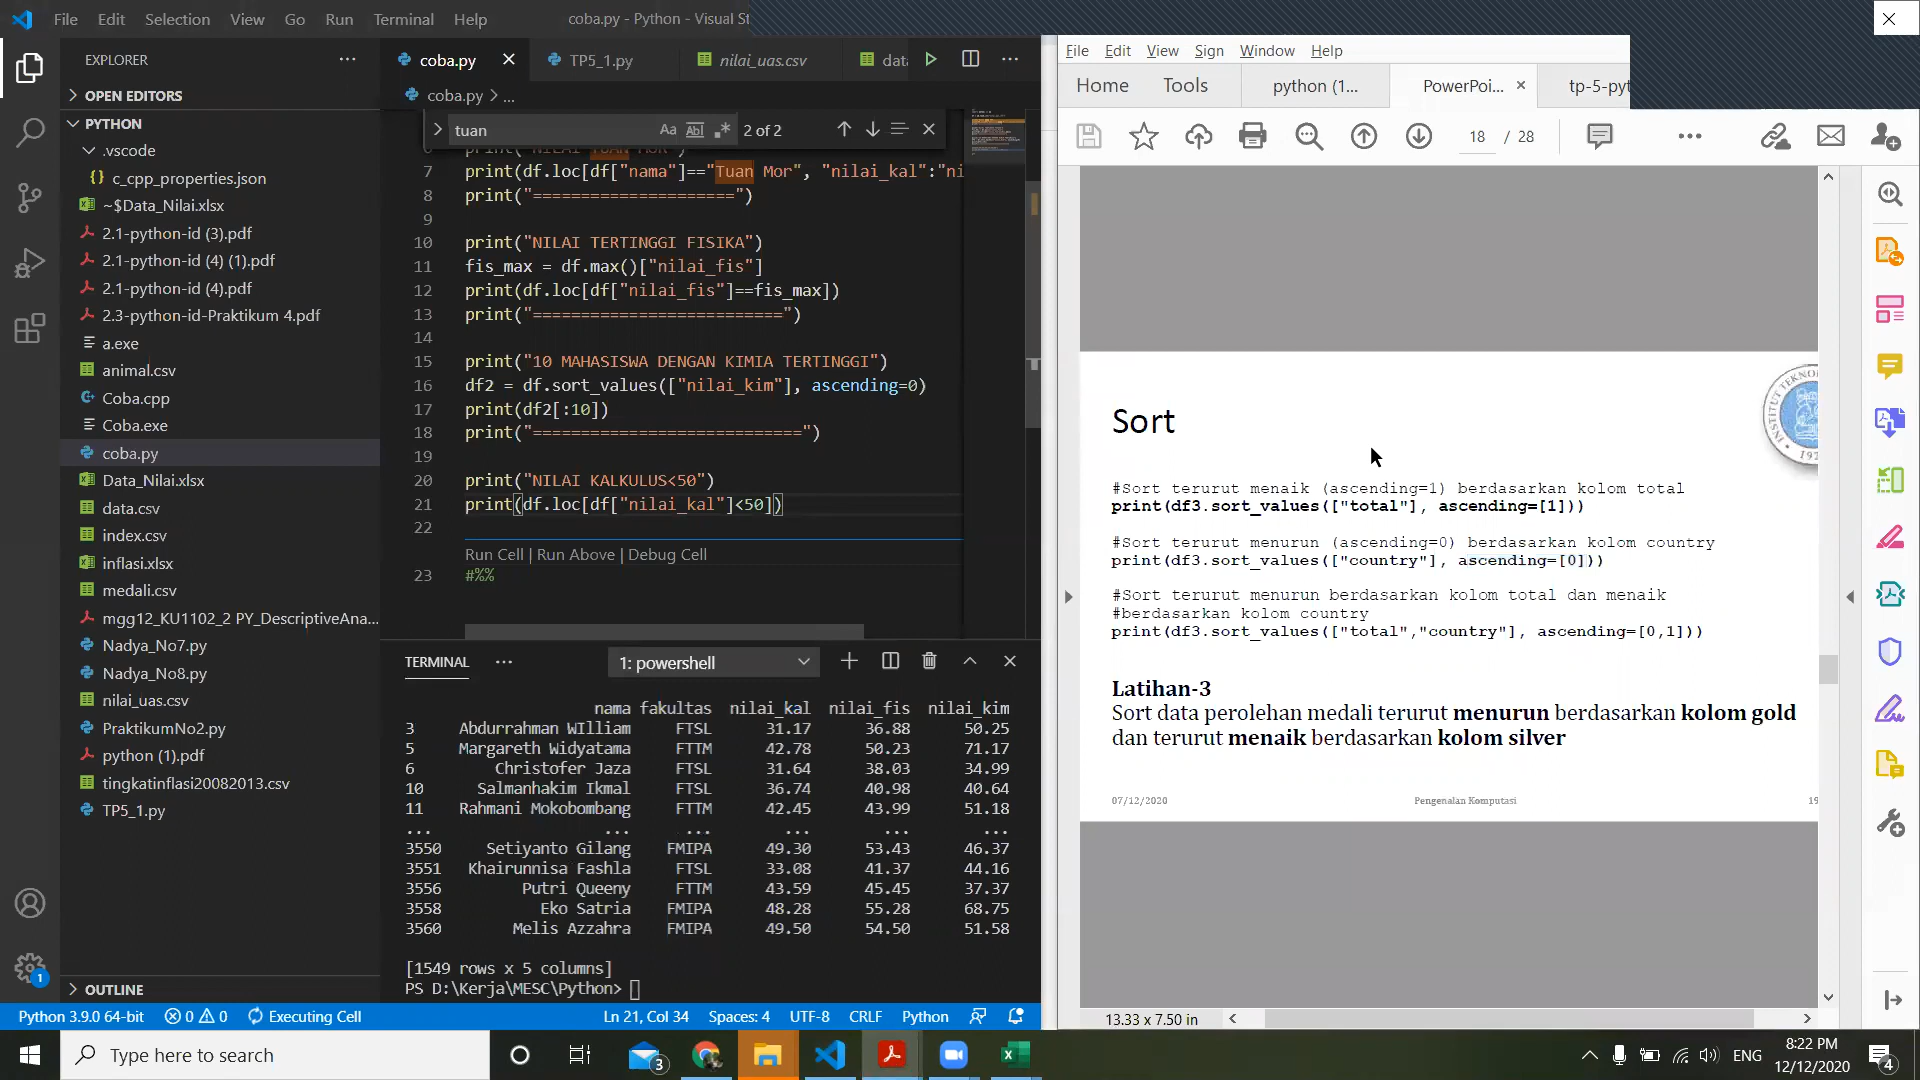 File Edit Selection View Go Run Terminal Help
coba.py - Python - Visual St
EXPLORER
OPEN EDITORS
PYTHON
.vscode
c_cpp_properties.json
~$Data_Nilai.xlsx
2.1-python-id (3).pdf
2.1-python-id (4) (1).pdf
2.1-python-id (4).pdf
2.3-python-id-Praktikum 4.pdf
a.exe
animal.csv
Coba.cpp
Coba.exe
coba.py
Data_Nilai.xlsx
data.csv
index.csv
inflasi.xlsx
medali.csv
mgg12_KU1102_2 PY_DescriptiveAna...
Nadya_No7.py
Nadya_No8.py
nilai_uas.csv
PraktikumNo2.py
python (1).pdf
tingkatinflasi20082013.csv
TP5_1.py
OUTLINE
coba.py TP5_1.py nilai_uas.csv data
coba.py > ...
tuan Aa Abl 2 of 2
print("NILAI TUAN MOR")
7 print(df.loc[df["nama"]=="Tuan Mor", "nilai_kal":"ni
8 print("=====================")
9
10 print("NILAI TERTINGGI FISIKA")
11 fis_max = df.max()["nilai_fis"]
12 print(df.loc[df["nilai_fis"]==fis_max])
13 print("==========================")
14
15 print("10 MAHASISWA DENGAN KIMIA TERTINGGI")
16 df2 = df.sort_values(["nilai_kim"], ascending=0)
17 print(df2[:10])
18 print("============================")
19
20 print("NILAI KALKULUS<50")
21 print(df.loc[df["nilai_kal"]<50])
22
Run Cell | Run Above | Debug Cell
23 #%%
TERMINAL ... 1: powershell
nama fakultas nilai_kal nilai_fis nilai_kim
3 Abdurrahman WIlliam FTSL 31.17 36.88 50.25
5 Margareth Widyatama FTTM 42.78 50.23 71.17
6 Christofer Jaza FTSL 31.64 38.03 34.99
10 Salmanhakim Ikmal FTSL 36.74 40.98 40.64
11 Rahmani Mokobombang FTTM 42.45 43.99 51.18
... ... ... ... ... ...
3550 Setiyanto Gilang FMIPA 49.30 53.43 46.37
3551 Khairunnisa Fashla FTSL 33.08 41.37 44.16
3556 Putri Queeny FTTM 43.59 45.45 37.37
3558 Eko Satria FMIPA 48.28 55.28 68.75
3560 Melis Azzahra FMIPA 49.50 54.50 51.58
[1549 rows x 5 columns]
PS D:\Kerja\MESC\Python>
1
Python 3.9.0 64-bit 0 0 Executing Cell Ln 21, Col 34 Spaces: 4 UTF-8 CRLF Python
File Edit View Sign Window Help
Home Tools python (1... PowerPoi... tp-5-pyt
18 / 28
Sort
#Sort terurut menaik (ascending=1) berdasarkan kolom total
print(df3.sort_values(["total"], ascending=[1]))
#Sort terurut menurun (ascending=0) berdasarkan kolom country
print(df3.sort_values(["country"], ascending=[0]))
#Sort terurut menurun berdasarkan kolom total dan menaik
#berdasarkan kolom country
print(df3.sort_values(["total","country"], ascending=[0,1]))
Latihan-3
Sort data perolehan medali terurut menurun berdasarkan kolom gold
dan terurut menaik berdasarkan kolom silver
07/12/2020 Pengenalan Komputasi 19
13.33 x 7.50 in
Type here to search 3 ENG 8:22 PM
12/12/2020 4